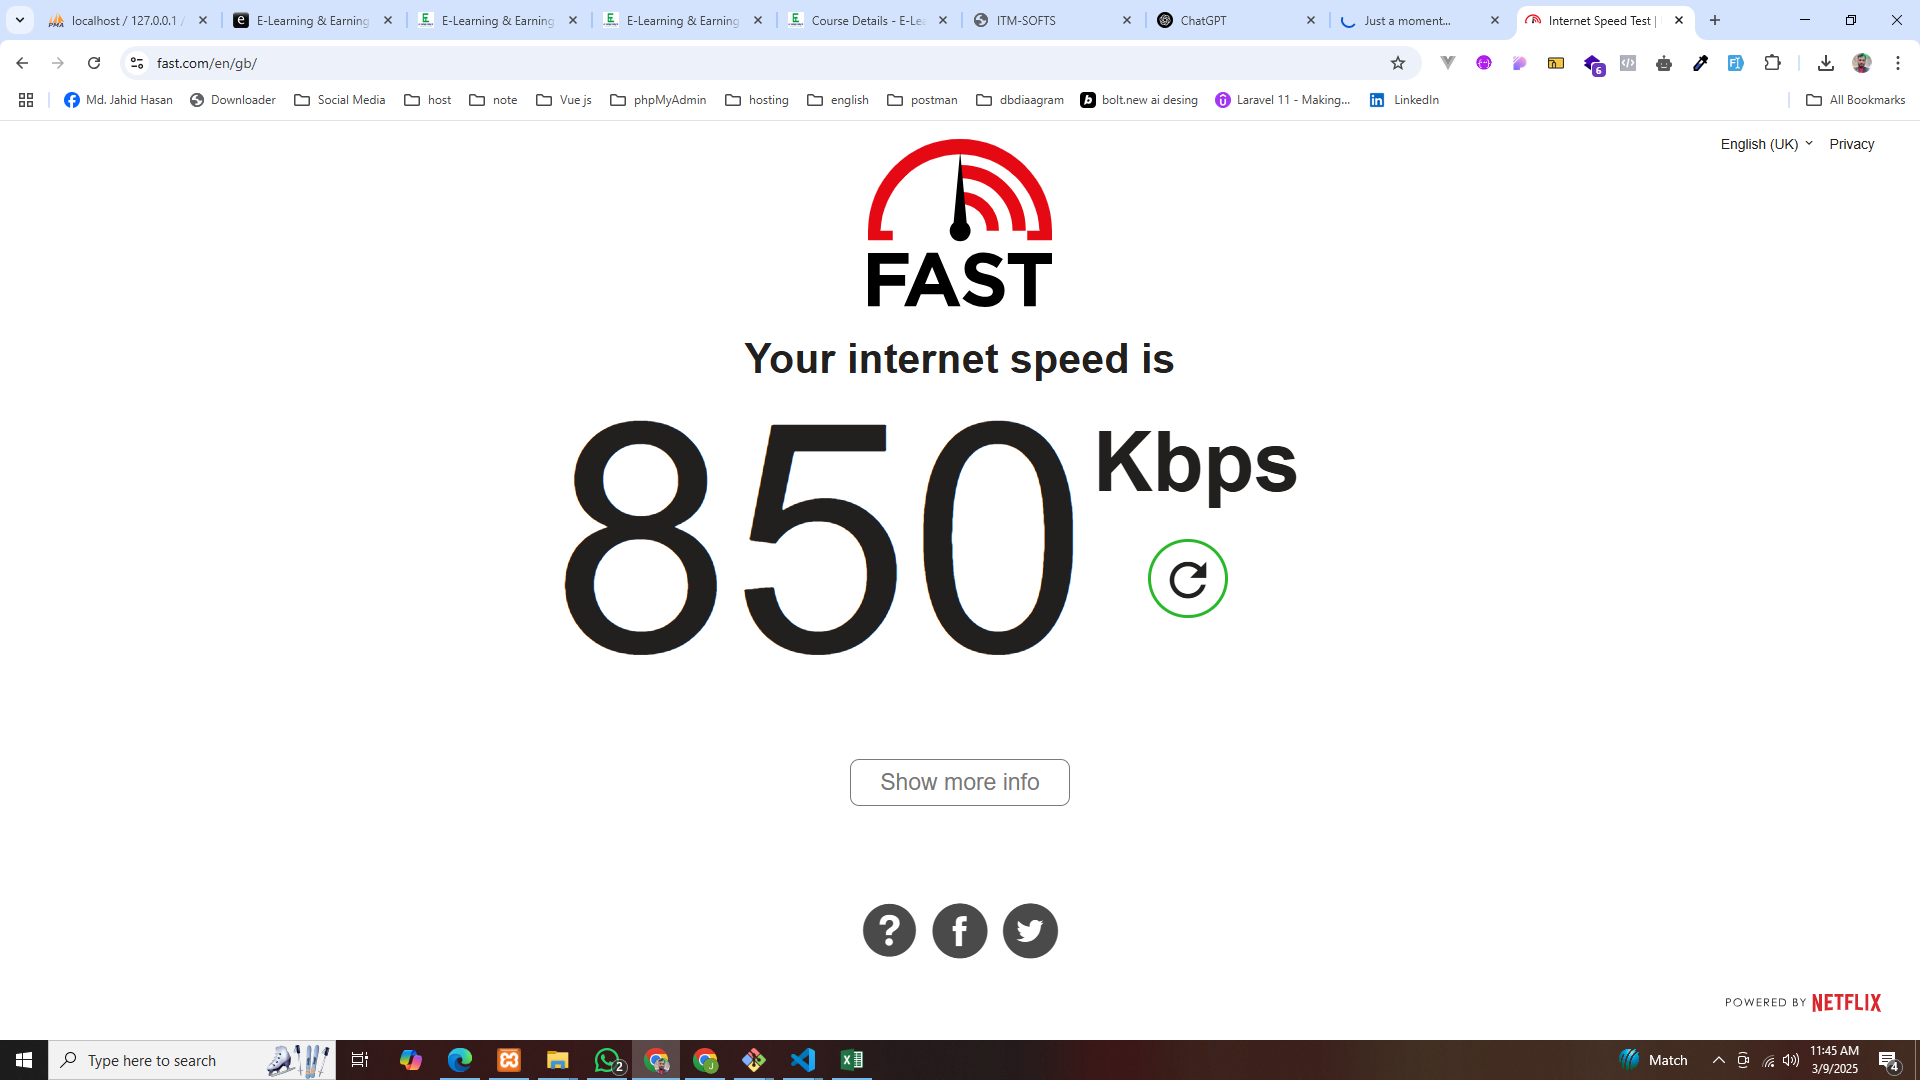 localhost / 127.0.0.1 /
E-Learning & Earning
E-Learning & Earning
E-Learning & Earning
Course Details - E-Lea
ITM-SOFTS
ChatGPT
Just a moment...
Internet Speed Test |
fast.com/en/gb/
6
Md. Jahid Hasan
Downloader
Social Media
host
note
Vue js
phpMyAdmin
hosting
english
postman
dbdiaagram
bolt.new ai desing
Laravel 11 - Making...
LinkedIn
All Bookmarks
English (UK)
Privacy
FAST
Your internet speed is
850 Kbps
Show more info
POWERED BY NETFLIX
Type here to search
2
Match
11:45 AM
3/9/2025
4